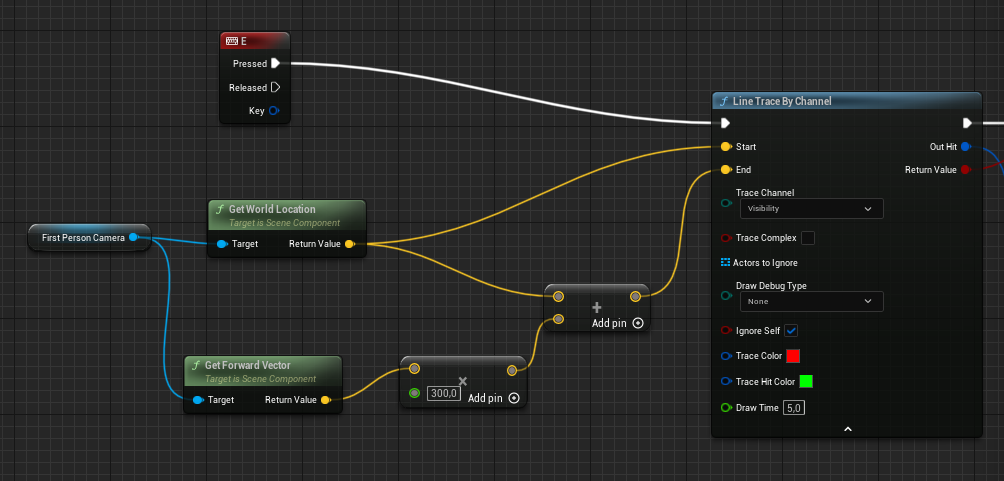 E
Pressed
Released
Key
Line Trace By Channel
Start
Out Hit
End
Return Value
Trace Channel
Visibility
Trace Complex
Actors to Ignore
Draw Debug Type
None
Ignore Self
Trace Color
Trace Hit Color
Draw Time 5,0
Get World Location
Target is Scene Component
Target
Return Value
First Person Camera
+
Add pin
Get Forward Vector
Target is Scene Component
Target
Return Value
×
300,0
Add pin